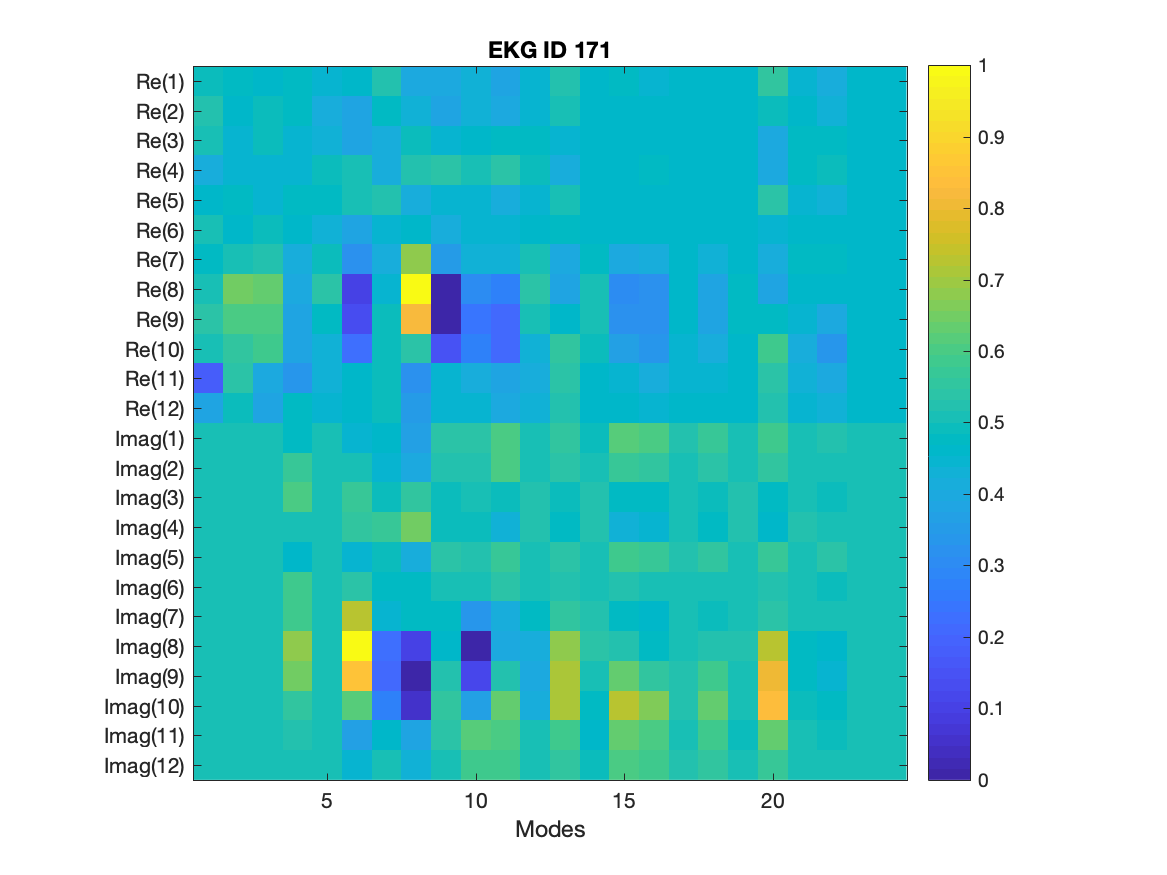 EKG ID 171
Re(1)
Re(2)
Re(3)
Re(4)
Re(5)
Re(6)
Re(7)
Re(8)
Re(9)
Re(10)
Re(11)
Re(12)
Imag(1)
Imag(2)
Imag(3)
Imag(4)
Imag(5)
Imag(6)
Imag(7)
Imag(8)
Imag(9)
Imag(10)
Imag(11)
Imag(12)
5 10 15 20
Modes
1
0.9
0.8
0.7
0.6
0.5
0.4
0.3
0.2
0.1
0